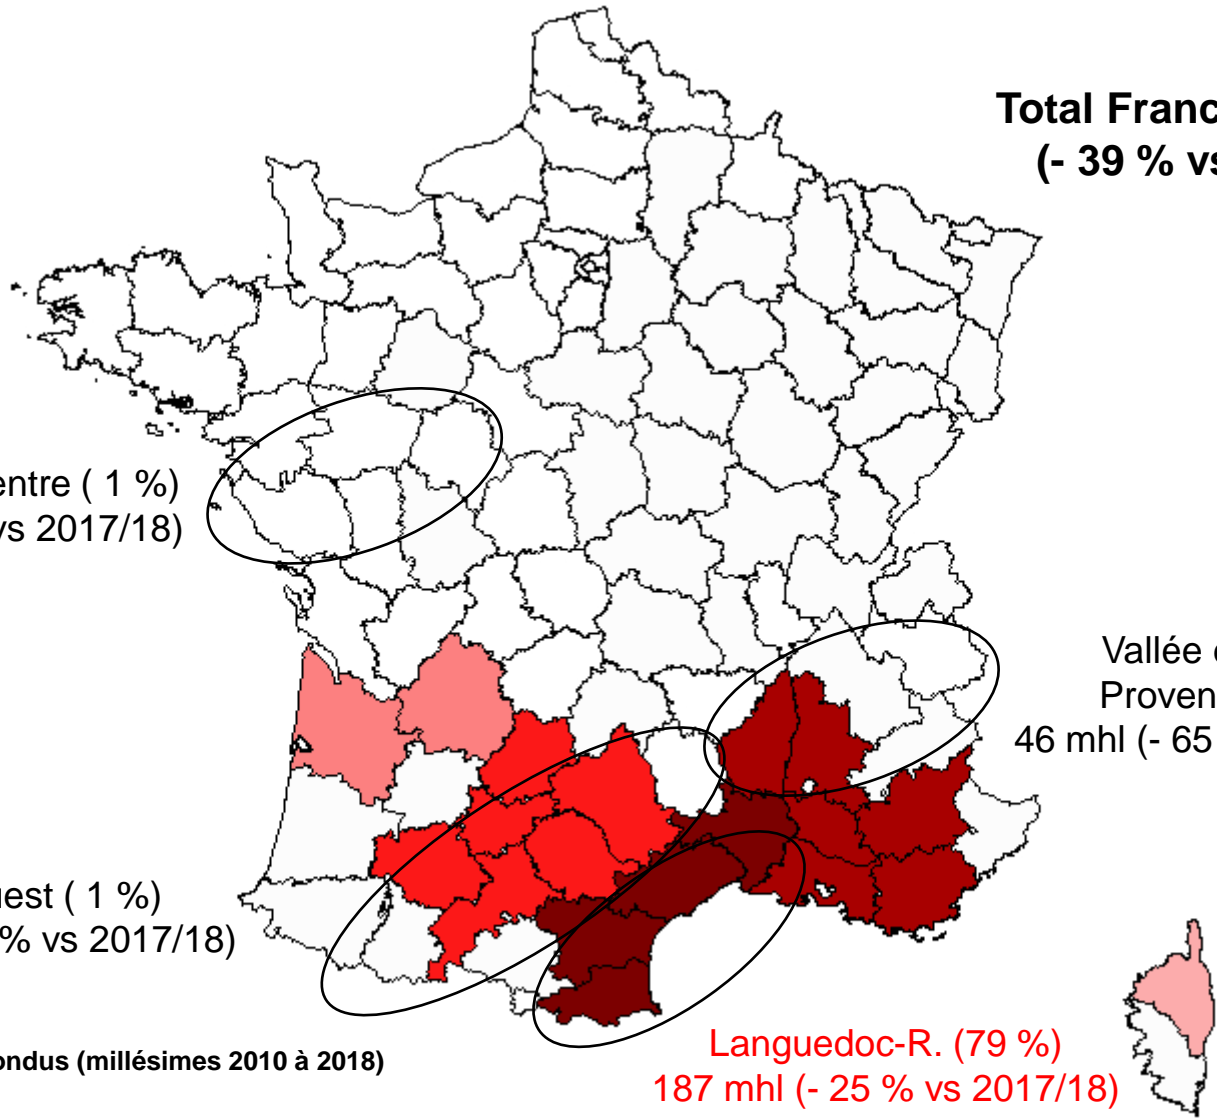 Total Franc
(- 39 % vs
entre ( 1 %)
vs 2017/18)
Vallée
Proven
46 mhl (- 65
uest ( 1 %)
% vs 2017/18)
ondus (millésimes 2010 à 2018)
Languedoc-R. (79 %)
187 mhl (- 25 % vs 2017/18)